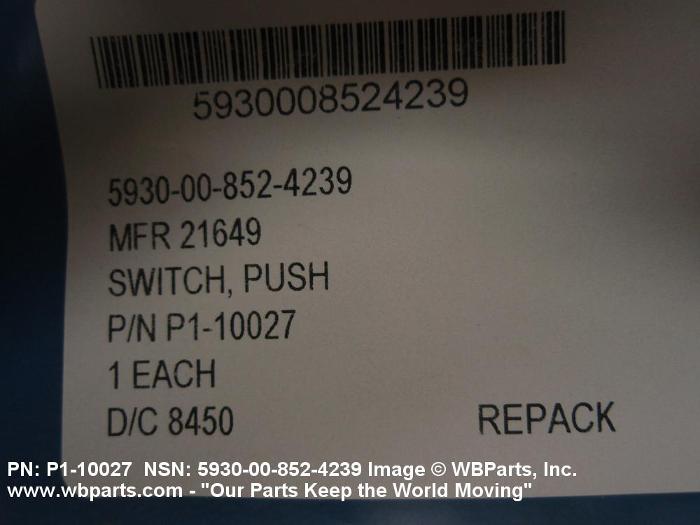 5930008524239
5930-00-852-4239
MFR 21649
SWITCH, PUSH
P/N P1-10027
1 EACH
D/C 8450
REPACK
PN: P1-10027 NSN: 5930-00-852-4239 Image © WBParts, Inc.
www.wbparts.com - "Our Parts Keep the World Moving"